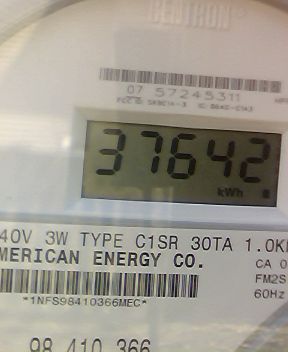 CENTRON
07 57245311
37642
kWh
40V 3W TYPE C1SR 30TA 1.0K
MERICAN ENERGY CO.
CA 0
FM2S
60Hz
*1NFS98410366MEC*
98 410 366